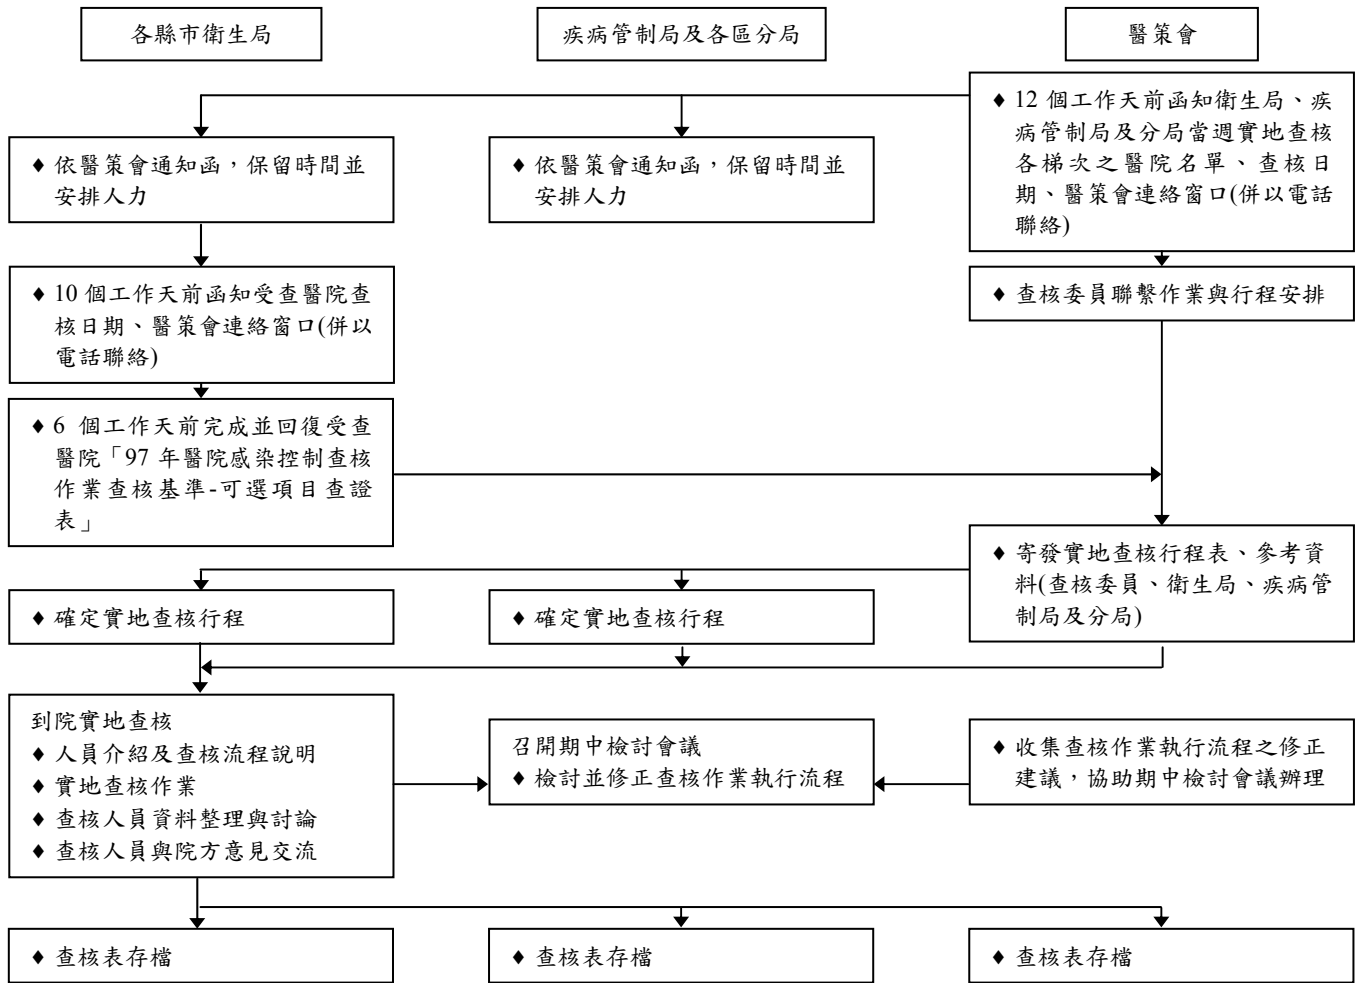 各縣市衛生局
疾病管制局及各區分局
醫策會
♦ 12 個工作天前函知衛生局、疾
病管制局及分局當週實地查核
各梯次之醫院名單、查核日
期、醫策會連絡窗口(併以電話
聯絡)
♦ 依醫策會通知函，保留時間並
安排人力
♦ 依醫策會通知函，保留時間並
安排人力
♦ 10 個工作天前函知受查醫院查
核日期、醫策會連絡窗口(併以
電話聯絡)
♦ 查核委員聯繫作業與行程安排
♦ 6 個工作天前完成並回復受查
醫院「97 年醫院感染控制查核
作業查核基準-可選項目查證
表」
♦ 寄發實地查核行程表、參考資
料(查核委員、衛生局、疾病管
制局及分局)
♦ 確定實地查核行程
♦ 確定實地查核行程
到院實地查核
♦ 人員介紹及查核流程說明
♦ 實地查核作業
♦ 查核人員資料整理與討論
♦ 查核人員與院方意見交流
召開期中檢討會議
♦ 檢討並修正查核作業執行流程
♦ 收集查核作業執行流程之修正
建議，協助期中檢討會議辦理
♦ 查核表存檔
♦ 查核表存檔
♦ 查核表存檔